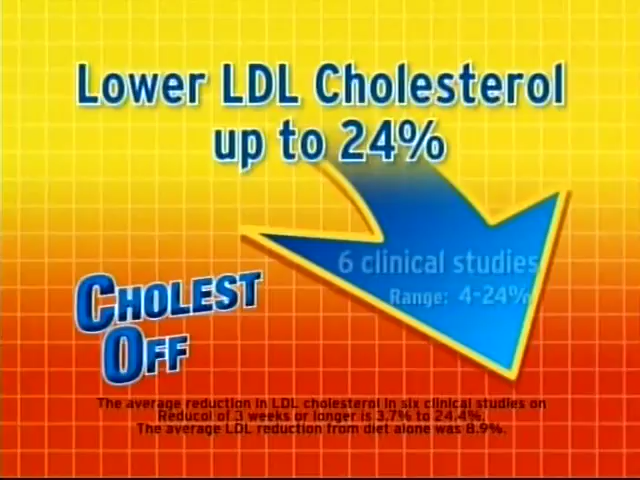 Lower LDL Cholesterol
up to 24%
6 clinical studies
Range: 4-24%
CHOLEST
OFF
The average reduction in LDL cholesterol in six clinical studies on
Reducol of 3 weeks or longer is 3.7% to 24.4%.
The average LDL reduction from diet alone was 8.9%.